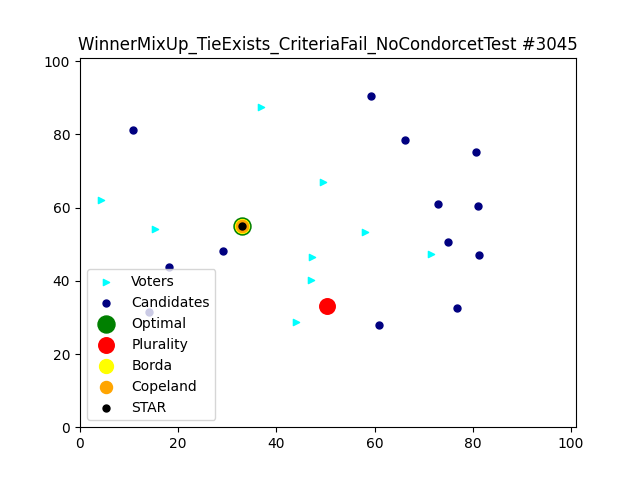 WinnerMixUp_TieExists_CriteriaFail_NoCondorcetTest #3045
100
80
60
40
20
0
Voters
Candidates
Optimal
Plurality
Borda
Copeland
STAR
0 20 40 60 80 100